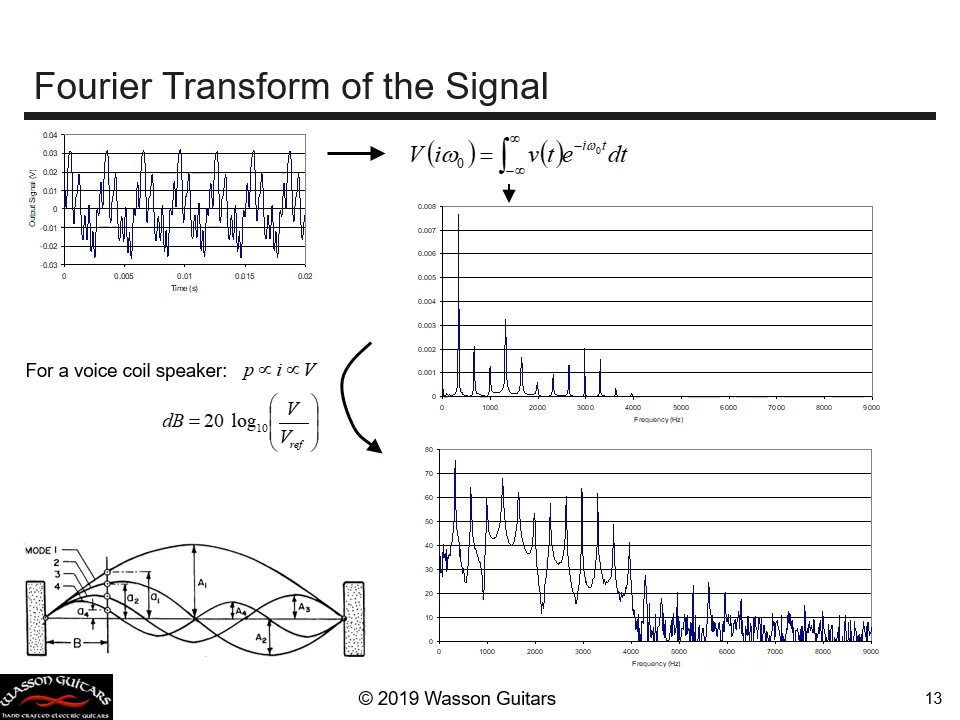 Fourier Transform of the Signal
0.04
0.03
0.02
0.01
0
-0.01
-0.02
-0.03
Output Signal (V)
0 0.005 0.01 0.015 0.02
Time (s)
V(iω₀) = ∫_{-∞}^{∞} v(t)e^{-iω₀t} dt
0.008
0.007
0.006
0.005
0.004
0.003
0.002
0.001
0
0 1000 2000 3000 4000 5000 6000 7000 8000 9000
Frequency (Hz)
For a voice coil speaker: p ∝ i ∝ V
dB = 20 log₁₀(V/V_ref)
80
70
60
50
40
30
20
10
0
0 1000 2000 3000 4000 5000 6000 7000 8000 9000
Frequency (Hz)
MODE 1
2
3
4
a₄ a₂ a₁ A₁ A₄ A₃
A₂
B
WASSON GUITARS
HAND CRAFTED ELECTRIC GUITARS
© 2019 Wasson Guitars
13